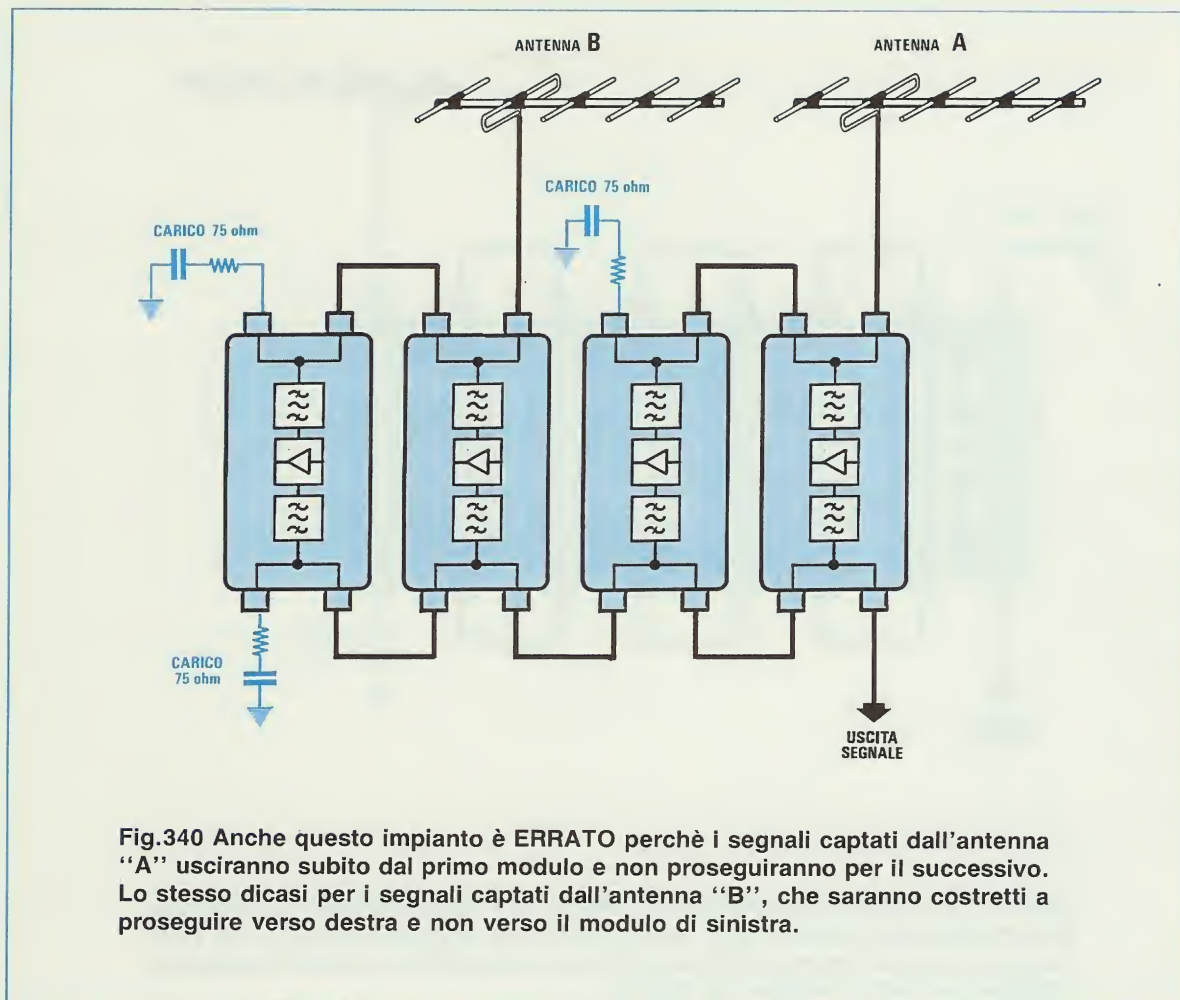 ANTENNA B
ANTENNA A
CARICO 75 ohm
CARICO 75 ohm
CARICO
75 ohm
USCITA
SEGNALE
Fig.340 Anche questo impianto è ERRATO perchè i segnali captati dall'antenna
"A" usciranno subito dal primo modulo e non proseguiranno per il successivo.
Lo stesso dicasi per i segnali captati dall'antenna "B", che saranno costretti a
proseguire verso destra e non verso il modulo di sinistra.